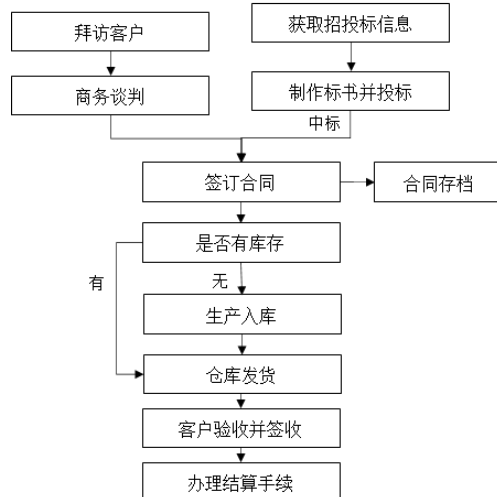 拜访客户
获取招投标信息
商务谈判
制作标书并投标
中标
签订合同
合同存档
是否有库存
有
无
生产入库
仓库发货
客户验收并签收
办理结算手续